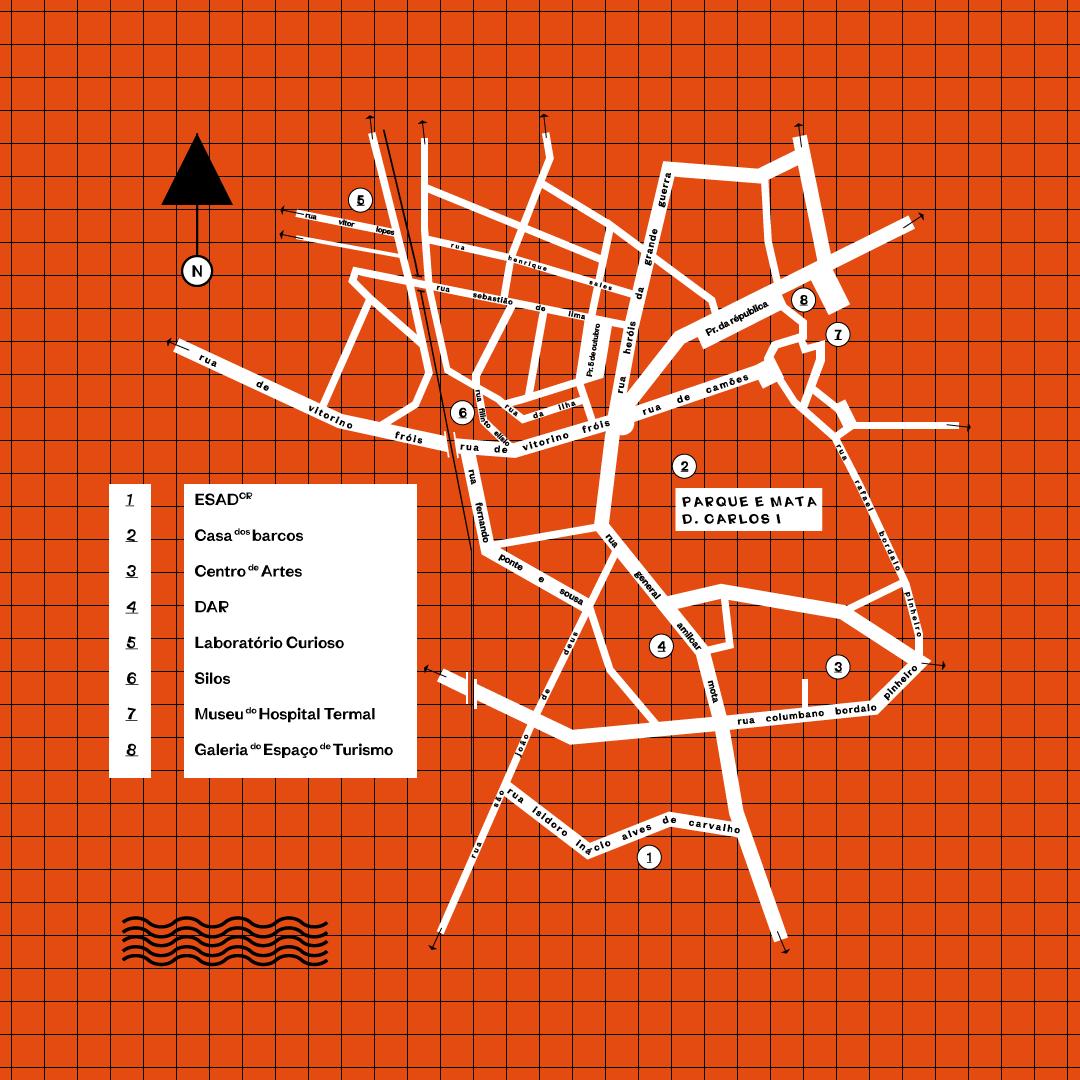 5
rua vitor lopes
rua henrique sales
rua sebastião de lima
Pr. 5 de outubro
rua heróis da grande guerra
Pr. da républica
8
7
N
rua de vitorino fróis
6
rua filinto elísio
rua da ilha
rua de vitorino fróis
rua de camões
2
PARQUE E MATA
D. CARLOS I
rua rafael bordalo pinheiro
rua fernando ponte e sousa
rua general amílcar mota
4
3
rua columbano bordalo pinheiro
rua são joão de deus
rua isidoro inácio alves de carvalho
1
1 ESADCR
2 Casa dos barcos
3 Centro de Artes
4 DAR
5 Laboratório Curioso
6 Silos
7 Museu do Hospital Termal
8 Galeria do Espaço de Turismo